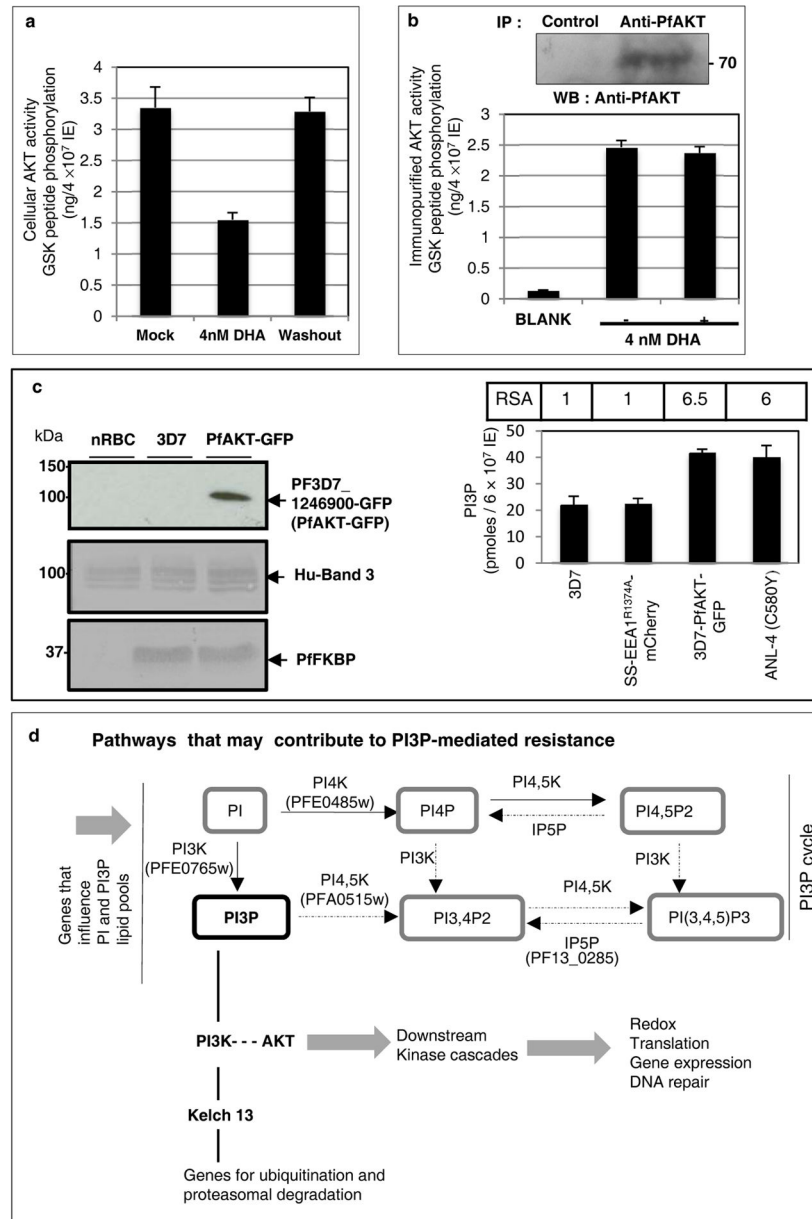 a
Cellular AKT activity
GSK peptide phosphorylation
(ng/4 ×10⁷ IE)
4
3.5
3
2.5
2
1.5
1
0.5
0
Mock
4nM DHA
Washout
b
IP : Control Anti-PfAKT
- 70
WB : Anti-PfAKT
Immunopurified AKT activity
GSK peptide phosphorylation
(ng/4 ×10⁷ IE)
3
2.5
2
1.5
1
0.5
0
BLANK
- +
4 nM DHA
c
kDa
nRBC 3D7 PfAKT-GFP
150
100
PF3D7_
1246900-GFP
(PfAKT-GFP)
100
Hu-Band 3
37
PfFKBP
RSA 1 1 6.5 6
PI3P
(pmoles / 6 × 10⁷ IE)
50
40
30
20
10
0
3D7
SS-EEA1ᴿ¹³⁷⁴ᴬ-
mCherry
3D7-PfAKT-
GFP
ANL-4 (C580Y)
d
Pathways that may contribute to PI3P-mediated resistance
Genes that
influence
PI and PI3P
lipid pools
PI
PI4K
(PFE0485w)
PI4P
PI4,5K
IP5P
PI4,5P2
PI3K
(PFE0765w)
PI3K
PI3K
PI3P
PI4,5K
(PFA0515w)
PI3,4P2
PI4,5K
IP5P
(PF13_0285)
PI(3,4,5)P3
PI3P cycle
PI3K- - - AKT
Downstream
Kinase cascades
Redox
Translation
Gene expression
DNA repair
Kelch 13
Genes for ubiquitination and
proteasomal degradation